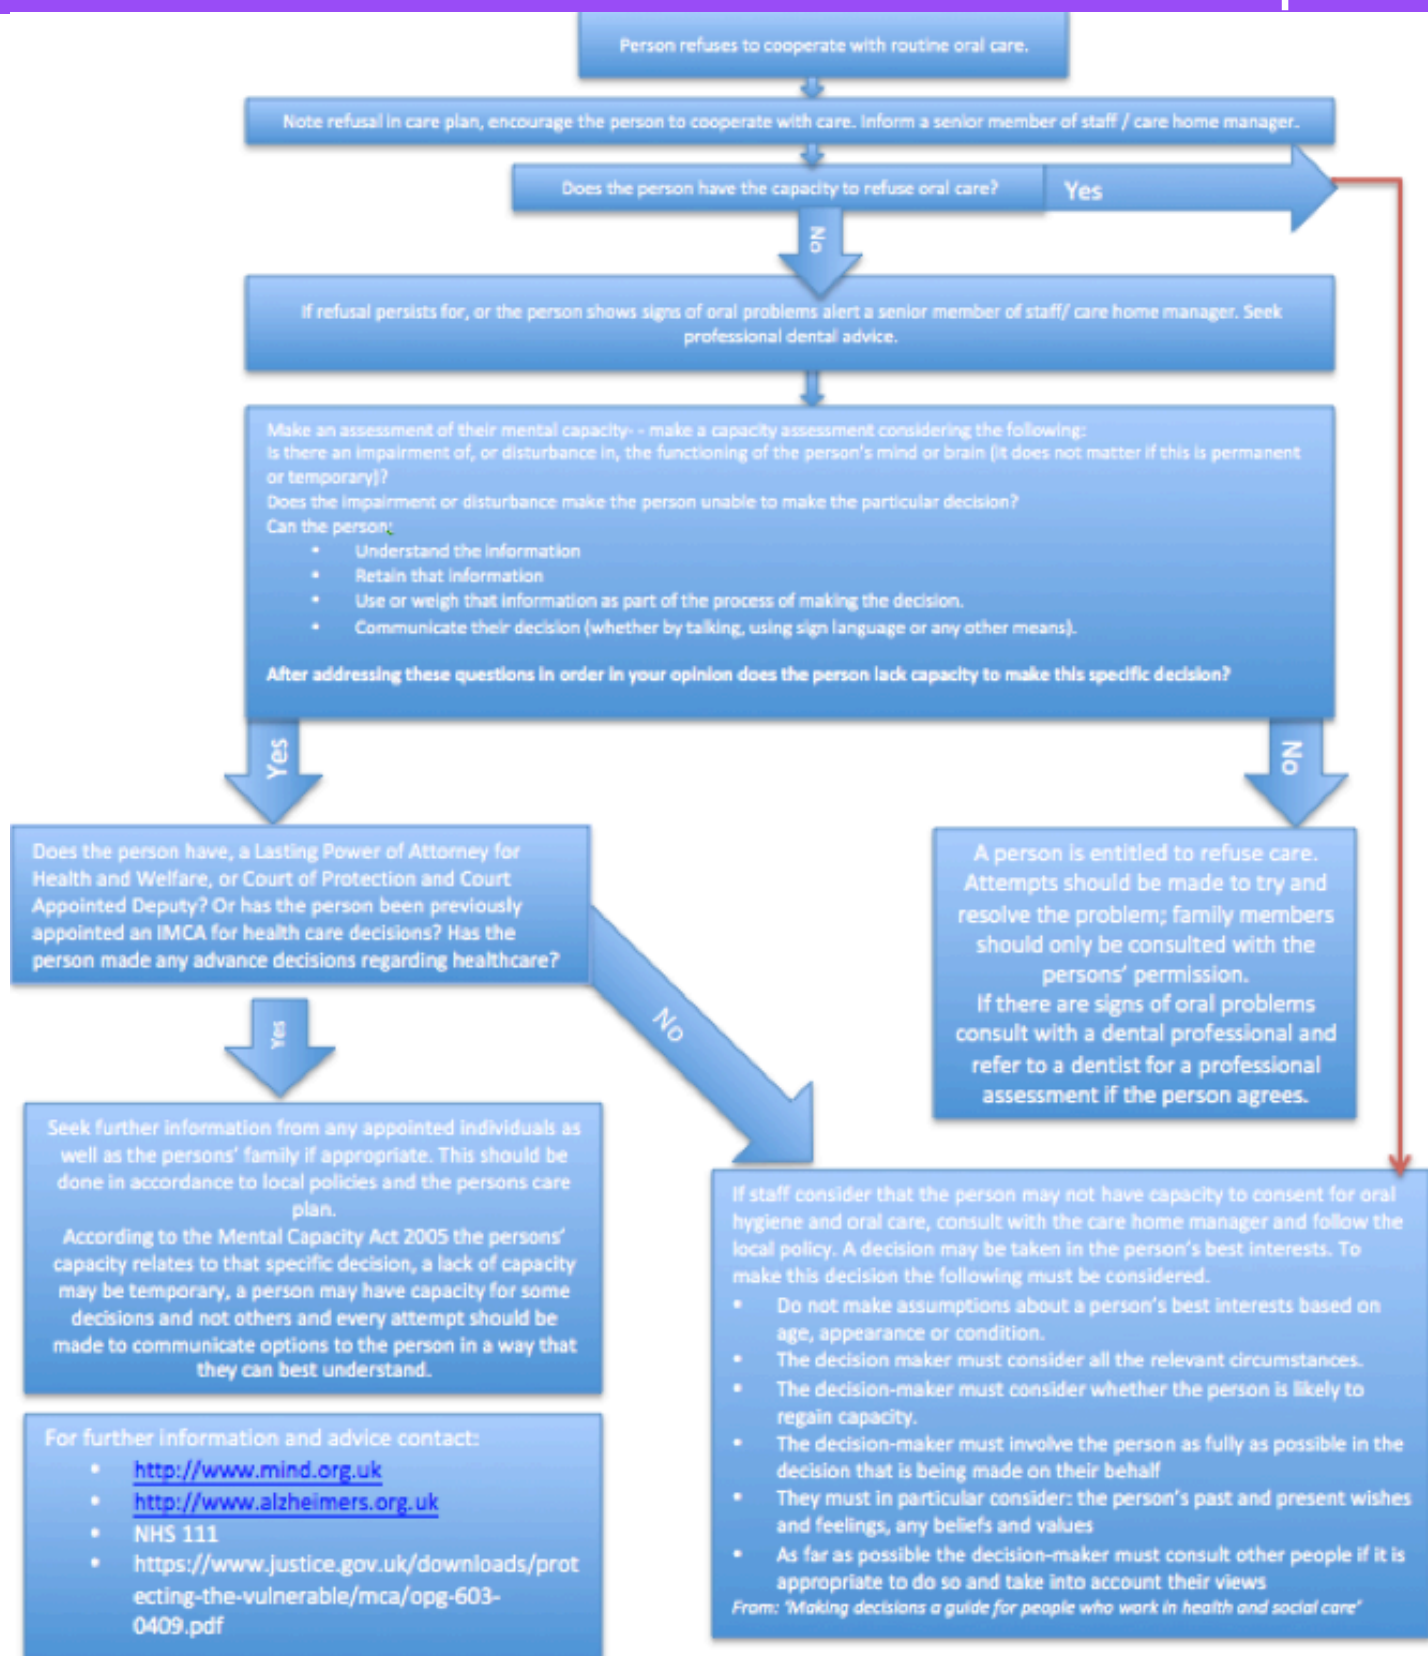 Person refuses to cooperate with routine oral care.
Note refusal in care plan, encourage the person to cooperate with care. Inform a senior member of staff / care home manager.
Does the person have the capacity to refuse oral care?
Yes
No
If refusal persists for, or the person shows signs of oral problems alert a senior member of staff/ care home manager. Seek
professional dental advice.
Make an assessment of their mental capacity- - make a capacity assessment considering the following:
Is there an impairment of, or disturbance in, the functioning of the person's mind or brain (it does not matter if this is permanent
or temporary)?
Does the impairment or disturbance make the person unable to make the particular decision?
Can the person:
• Understand the information
• Retain that information
• Use or weigh that information as part of the process of making the decision.
• Communicate their decision (whether by talking, using sign language or any other means).
After addressing these questions in order in your opinion does the person lack capacity to make this specific decision?
Yes
No
Does the person have, a Lasting Power of Attorney for
Health and Welfare, or Court of Protection and Court
Appointed Deputy? Or has the person been previously
appointed an IMCA for health care decisions? Has the
person made any advance decisions regarding healthcare?
A person is entitled to refuse care.
Attempts should be made to try and
resolve the problem; family members
should only be consulted with the
persons' permission.
If there are signs of oral problems
consult with a dental professional and
refer to a dentist for a professional
assessment if the person agrees.
Yes
No
Seek further information from any appointed individuals as
well as the persons' family if appropriate. This should be
done in accordance to local policies and the persons care
plan.
According to the Mental Capacity Act 2005 the persons'
capacity relates to that specific decision, a lack of capacity
may be temporary, a person may have capacity for some
decisions and not others and every attempt should be
made to communicate options to the person in a way that
they can best understand.
If staff consider that the person may not have capacity to consent for oral
hygiene and oral care, consult with the care home manager and follow the
local policy. A decision may be taken in the person's best interests. To
make this decision the following must be considered.
• Do not make assumptions about a person's best interests based on
age, appearance or condition.
• The decision maker must consider all the relevant circumstances.
• The decision-maker must consider whether the person is likely to
regain capacity.
• The decision-maker must involve the person as fully as possible in the
decision that is being made on their behalf
• They must in particular consider: the person's past and present wishes
and feelings, any beliefs and values
• As far as possible the decision-maker must consult other people if it is
appropriate to do so and take into account their views
From: 'Making decisions a guide for people who work in health and social care'
For further information and advice contact:
• http://www.mind.org.uk
• http://www.alzheimers.org.uk
• NHS 111
• https://www.justice.gov.uk/downloads/prot
ecting-the-vulnerable/mca/opg-603-
0409.pdf